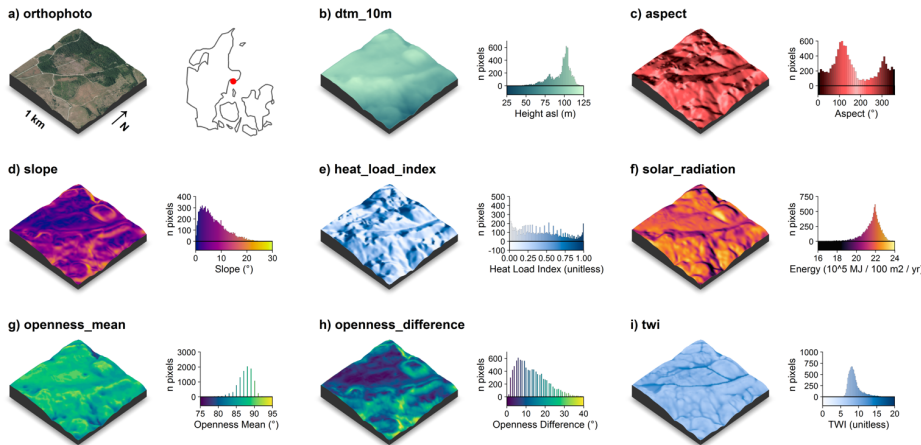 a) orthophoto
1 km
N
b) dtm_10m
n pixels
600
400
200
0
25 50 75 100 125
Height asl (m)
c) aspect
n pixels
600
400
200
0
0 100 200 300
Aspect (°)
d) slope
n pixels
400
300
200
100
0
0 10 20 30
Slope (°)
e) heat_load_index
n pixels
500
400
300
200
100
0
-100
0.00 0.25 0.50 0.75 1.00
Heat Load Index (unitless)
f) solar_radiation
n pixels
750
500
250
0
16 18 20 22 24
Energy (10^5 MJ / 100 m2 / yr)
g) openness_mean
n pixels
3000
2000
1000
0
75 80 85 90 95
Openness Mean (°)
h) openness_difference
n pixels
600
400
200
0
0 10 20 30 40
Openness Difference (°)
i) twi
n pixels
1000
750
500
250
0
0 5 10 15 20
TWI (unitless)